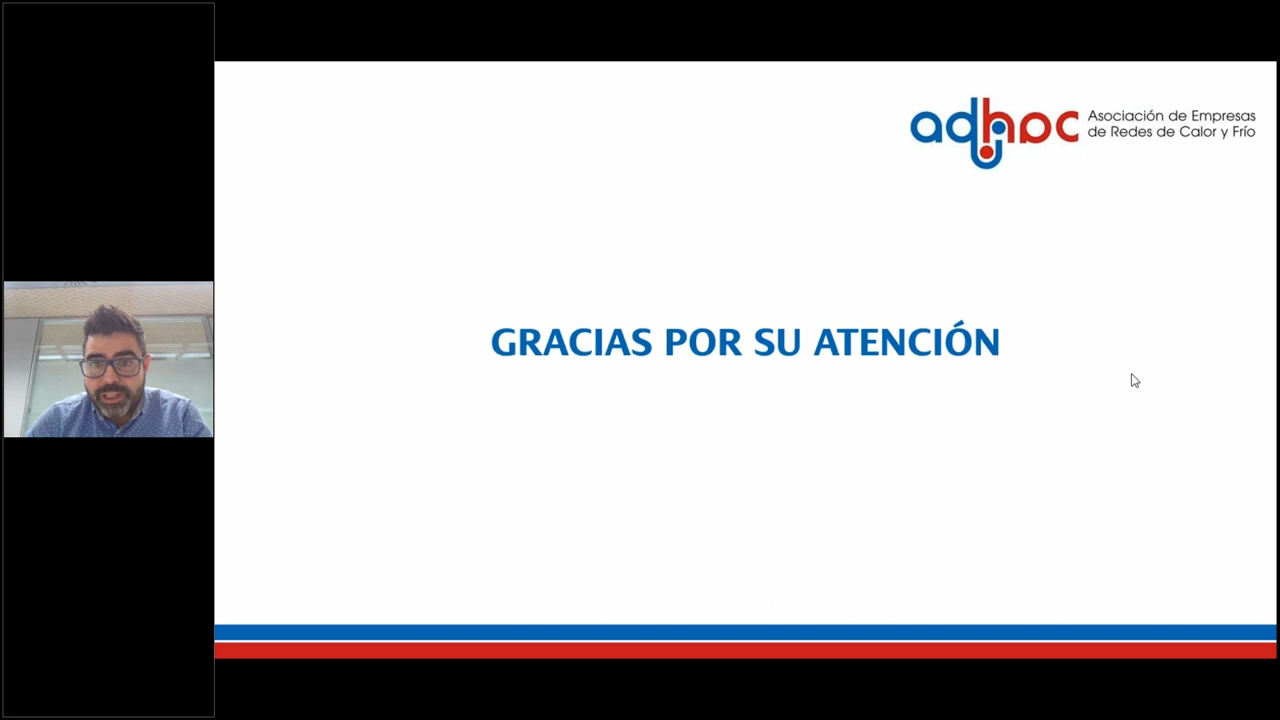 adhac Asociación de Empresas
de Redes de Calor y Frío
GRACIAS POR SU ATENCIÓN